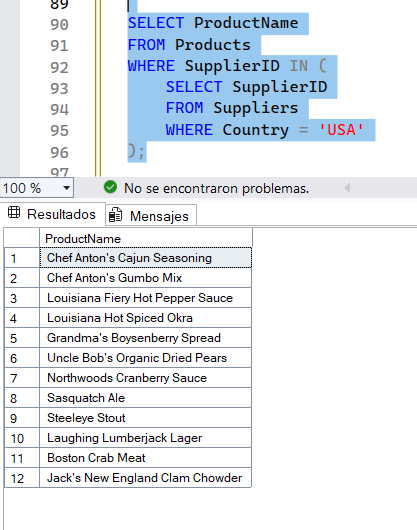 89
90 SELECT ProductName
91 FROM Products
92 WHERE SupplierID IN (
93 SELECT SupplierID
94 FROM Suppliers
95 WHERE Country = 'USA'
96 );
97
100 % No se encontraron problemas.
Resultados Mensajes
ProductName
1 Chef Anton's Cajun Seasoning
2 Chef Anton's Gumbo Mix
3 Louisiana Fiery Hot Pepper Sauce
4 Louisiana Hot Spiced Okra
5 Grandma's Boysenberry Spread
6 Uncle Bob's Organic Dried Pears
7 Northwoods Cranberry Sauce
8 Sasquatch Ale
9 Steeleye Stout
10 Laughing Lumberjack Lager
11 Boston Crab Meat
12 Jack's New England Clam Chowder